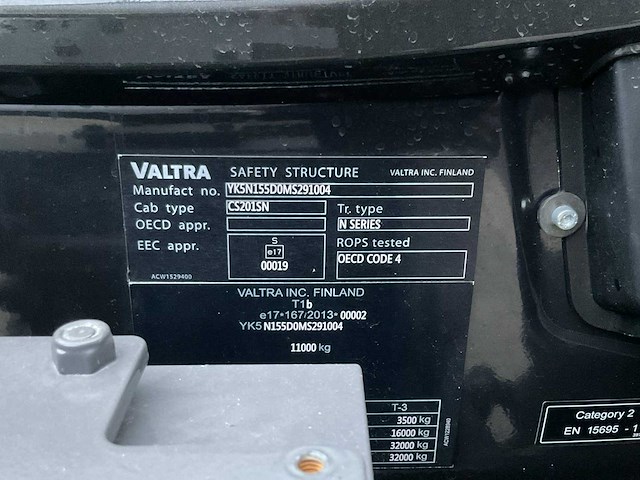 VALTRA SAFETY STRUCTURE VALTRA INC. FINLAND
Manufact no. YK5N155D0MS291004
Cab type CS201SN Tr. type
OECD appr. N SERIES
EEC appr. S ROPS tested
e17 OECD CODE 4
00019
ACW1529400
VALTRA INC. FINLAND
T1b
e17*167/2013*00002
YK5N155D0MS291004
11000 kg
T-3
3500 kg
16000 kg
32000 kg
32000 kg
Category 2
EN 15695 - 1